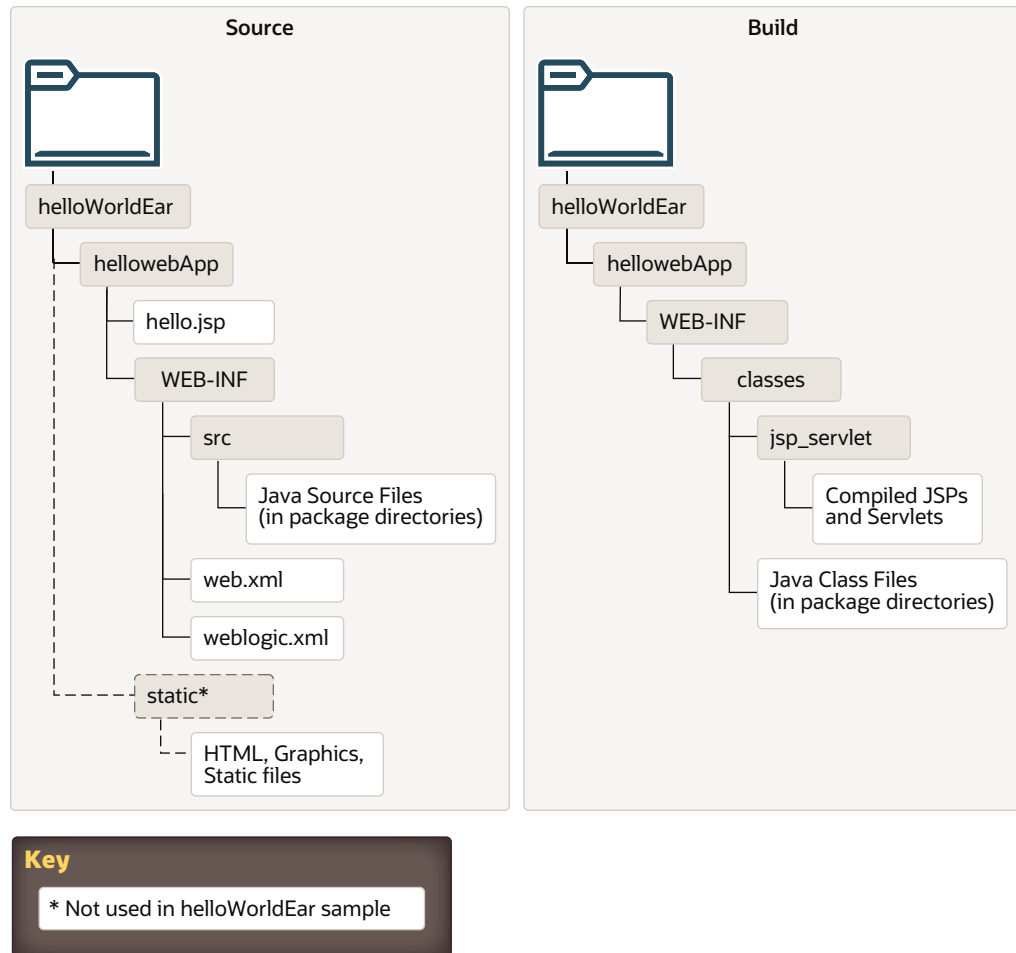 Source
helloWorldEar
hellowebApp
hello.jsp
WEB-INF
src
Java Source Files
(in package directories)
web.xml
weblogic.xml
static*
HTML, Graphics,
Static files
Build
helloWorldEar
hellowebApp
WEB-INF
classes
jsp_servlet
Compiled JSPs
and Servlets
Java Class Files
(in package directories)
Key
* Not used in helloWorldEar sample